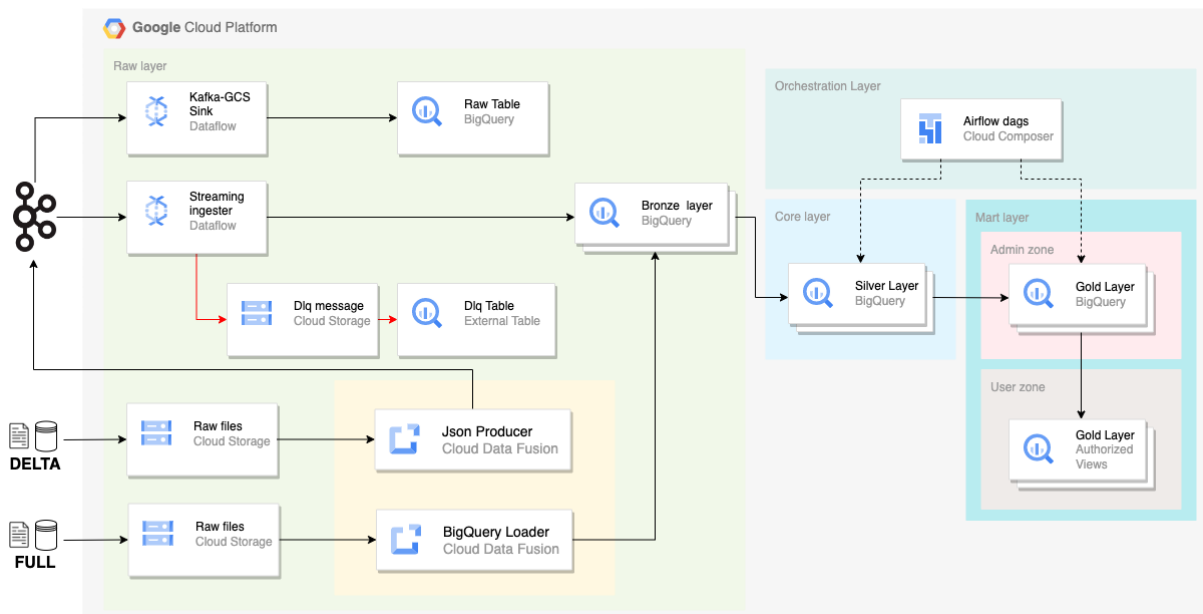 Google Cloud Platform
Raw layer
Kafka-GCS
Sink
Dataflow
Raw Table
BigQuery
Streaming
ingester
Dataflow
Bronze layer
BigQuery
Dlq message
Cloud Storage
Dlq Table
External Table
DELTA
Raw files
Cloud Storage
Json Producer
Cloud Data Fusion
FULL
Raw files
Cloud Storage
BigQuery Loader
Cloud Data Fusion
Orchestration Layer
Airflow dags
Cloud Composer
Core layer
Silver Layer
BigQuery
Mart layer
Admin zone
Gold Layer
BigQuery
User zone
Gold Layer
Authorized
Views